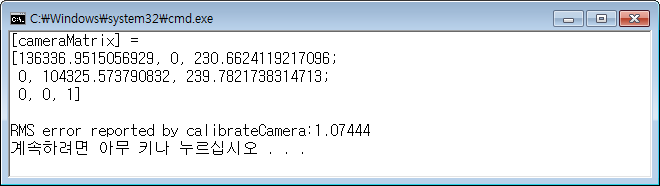 C:₩Windows₩system32₩cmd.exe
[cameraMatrix] =
[136336.9515056929, 0, 230.6624119217096;
 0, 104325.573790832, 239.7821738314713;
 0, 0, 1]
RMS error reported by calibrateCamera:1.07444
계속하려면 아무 키나 누르십시오 . . .